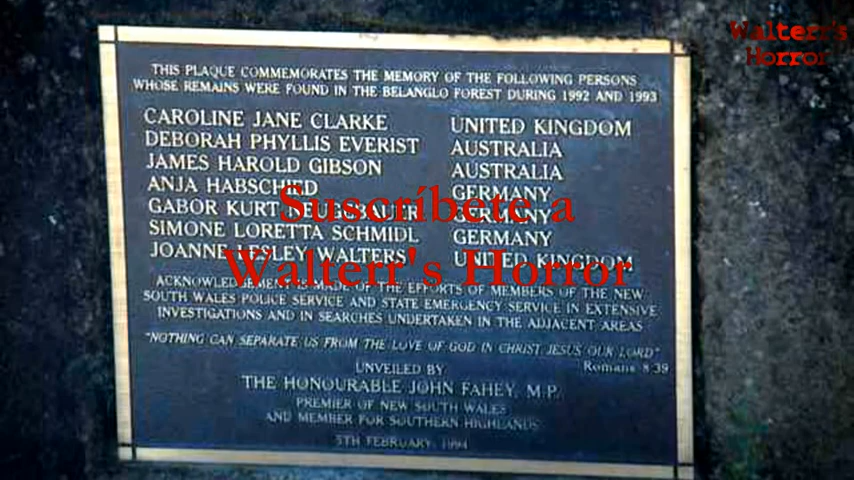 Walterr's
Horror
THIS PLAQUE COMMEMORATES THE MEMORY OF THE FOLLOWING PERSONS
WHOSE REMAINS WERE FOUND IN THE BELANGLO FOREST DURING 1992 AND 1993
CAROLINE JANE CLARKE UNITED KINGDOM
DEBORAH PHYLLIS EVERIST AUSTRALIA
JAMES HAROLD GIBSON AUSTRALIA
ANJA HABSCHIED GERMANY
GABOR KURT NEUGEBAUER GERMANY
Suscríbete a
SIMONE LORETTA SCHMIDL GERMANY
JOANNE LESLEY WALTERS UNITED KINGDOM
Walterr's Horror
ACKNOWLEDGEMENT IS MADE OF THE EFFORTS OF MEMBERS OF THE NEW
SOUTH WALES POLICE SERVICE AND STATE EMERGENCY SERVICE IN EXTENSIVE
INVESTIGATIONS AND IN SEARCHES UNDERTAKEN IN THE ADJACENT AREAS
"NOTHING CAN SEPARATE US FROM THE LOVE OF GOD IN CHRIST JESUS OUR LORD"
Romans 8:39
UNVEILED BY
THE HONOURABLE JOHN FAHEY, M.P.
PREMIER OF NEW SOUTH WALES
AND MEMBER FOR SOUTHERN HIGHLANDS
5TH FEBRUARY, 1994